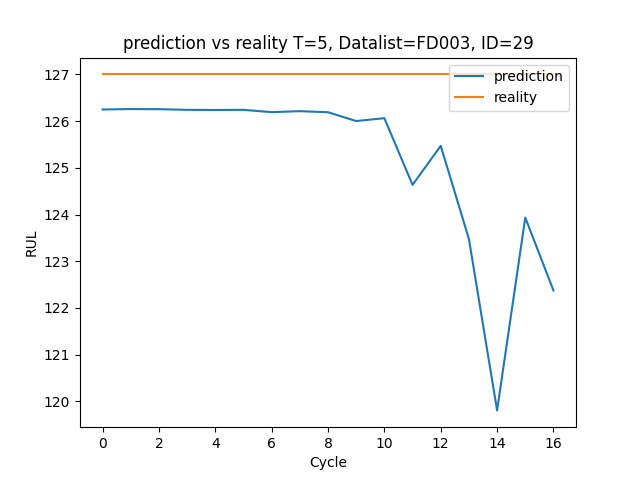 prediction vs reality T=5, Datalist=FD003, ID=29
prediction
reality
127
126
125
124
123
122
121
120
RUL
0 2 4 6 8 10 12 14 16
Cycle